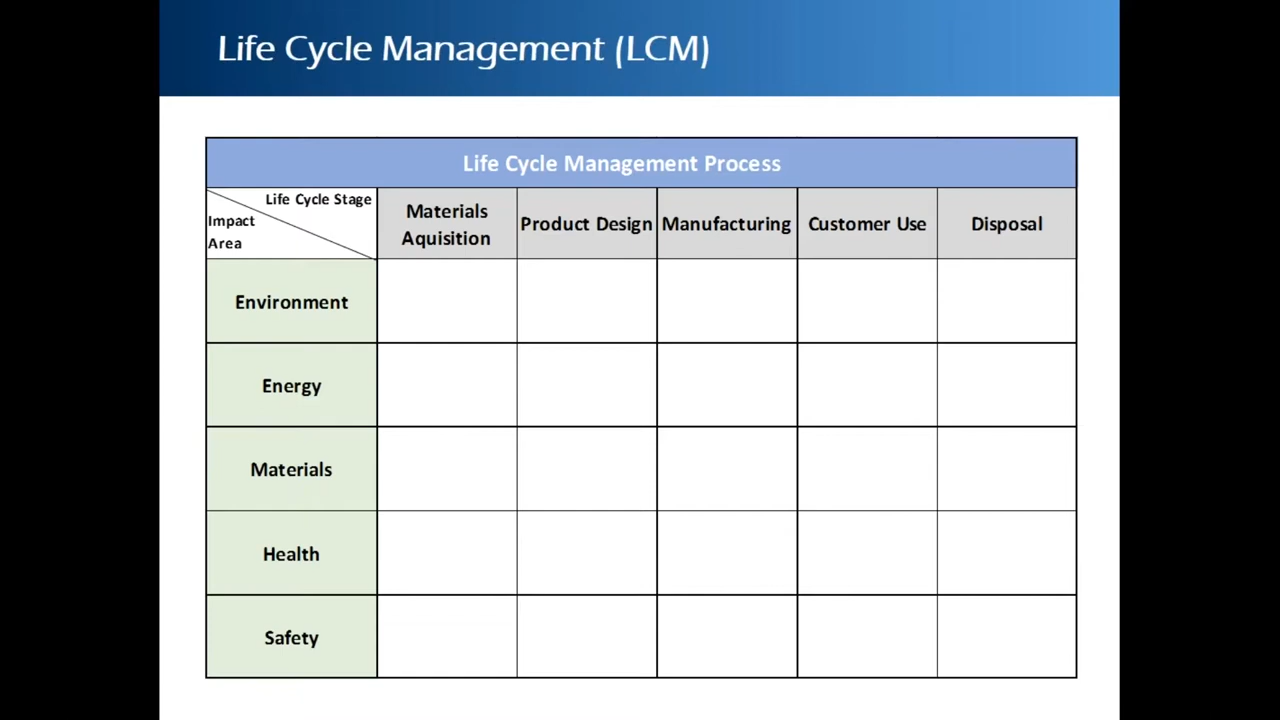 Life Cycle Management (LCM)
Life Cycle Management Process
Life Cycle Stage
Impact
Area
Materials
Aquisition
Product Design
Manufacturing
Customer Use
Disposal
Environment
Energy
Materials
Health
Safety